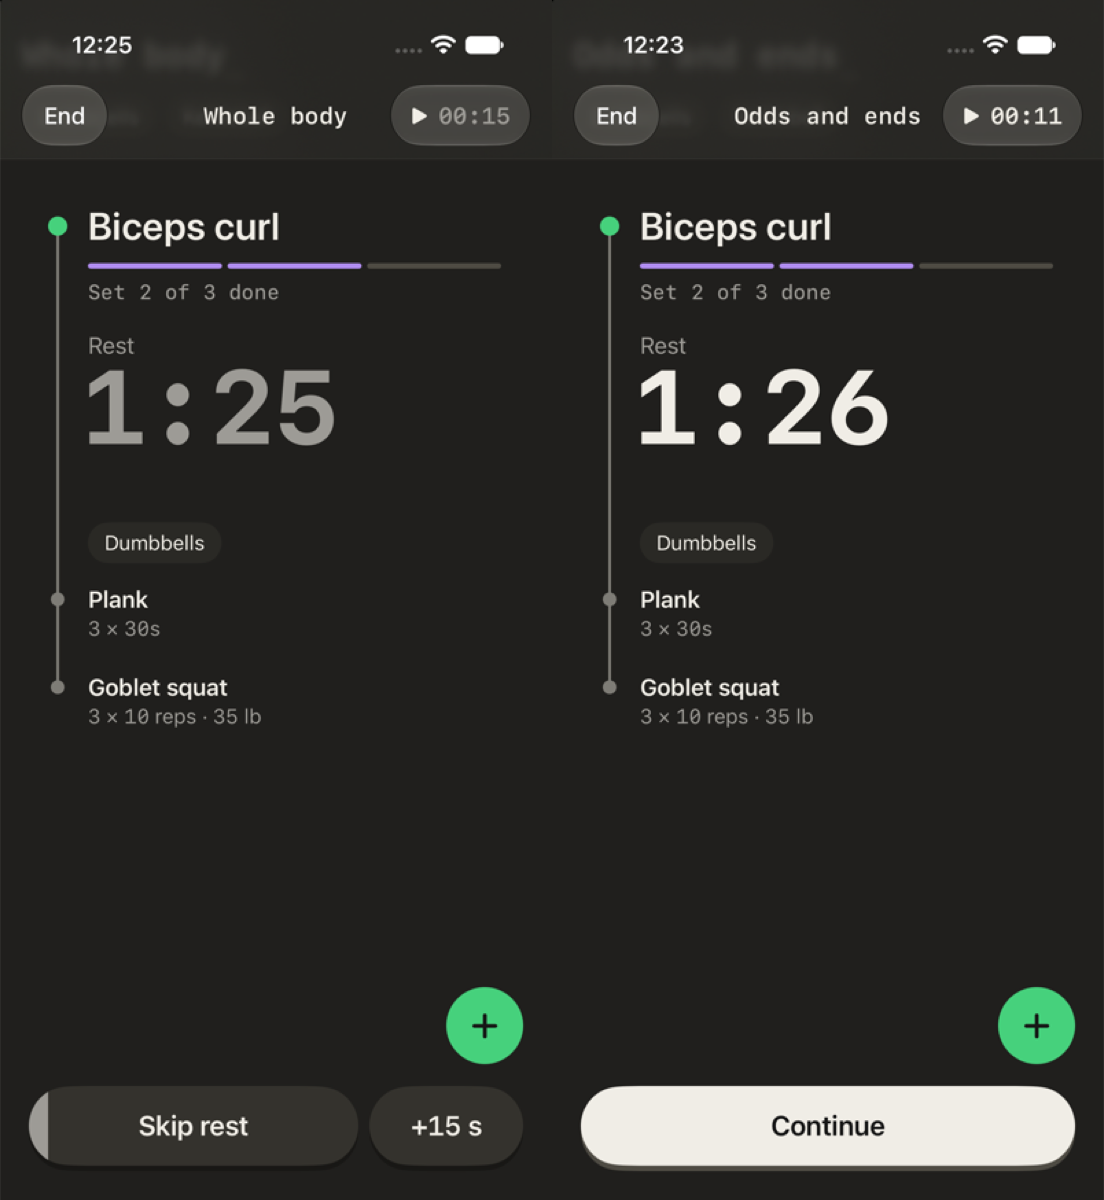 12:25
End
Whole body
00:15
Biceps curl
Set 2 of 3 done
Rest
1:25
Dumbbells
Plank
3 × 30s
Goblet squat
3 × 10 reps · 35 lb
+
Skip rest
+15 s
12:23
End
Odds and ends
00:11
Biceps curl
Set 2 of 3 done
Rest
1:26
Dumbbells
Plank
3 × 30s
Goblet squat
3 × 10 reps · 35 lb
+
Continue